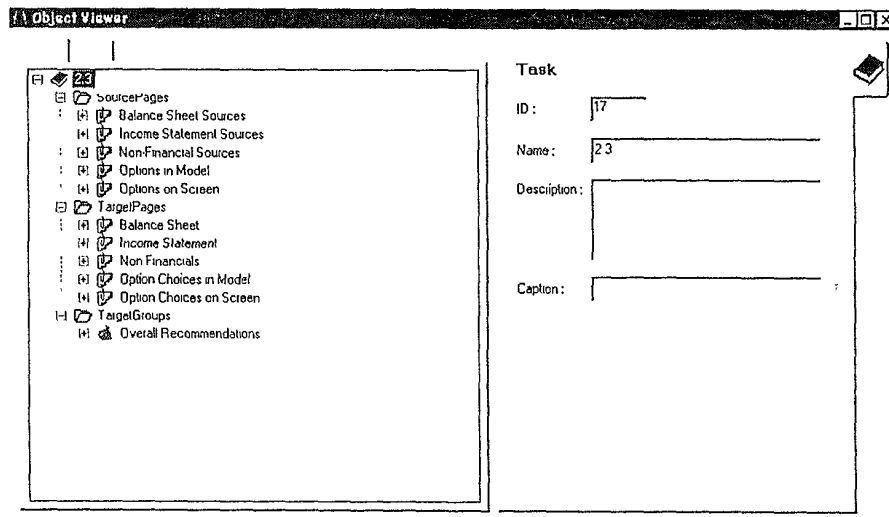 Object Viewer
23
SourcePages
Balance Sheet Sources
Income Statement Sources
Non-Financial Sources
Options in Model
Options on Screen
TargetPages
Balance Sheet
Income Statement
Non Financials
Option Choices in Model
Option Choices on Screen
TargetGroups
Overall Recommendations
Task
ID :
17
Name :
2 3
Description :
Caption :